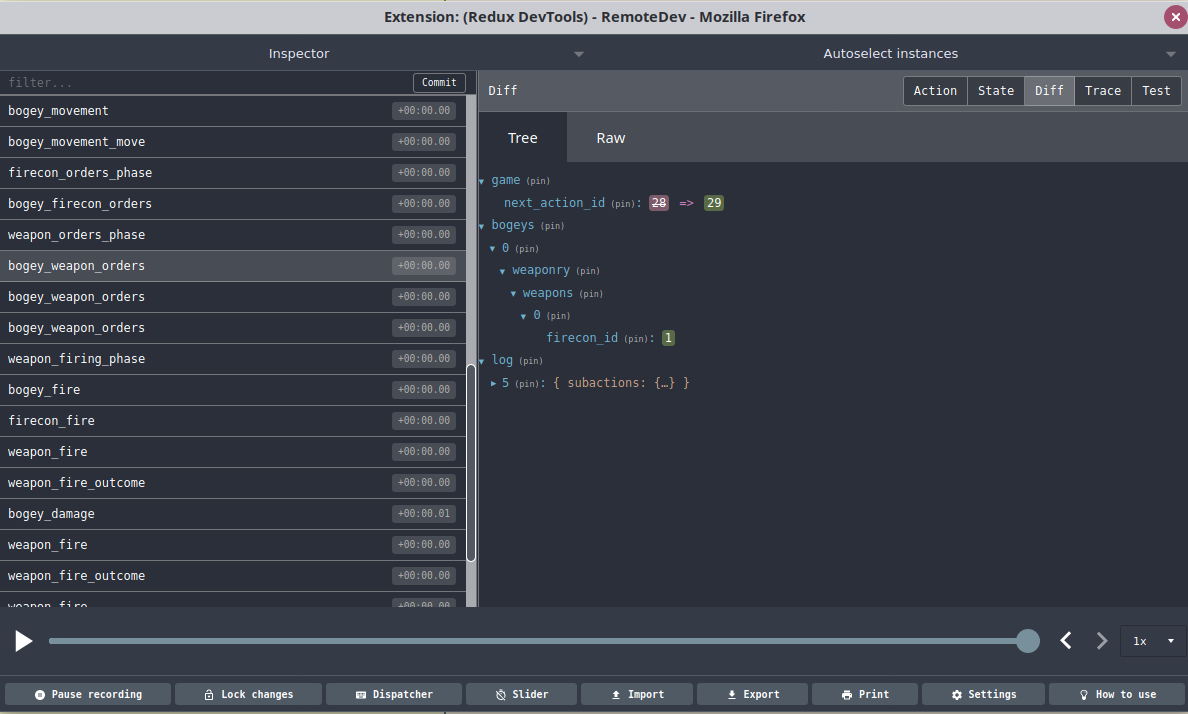 Extension: (Redux DevTools) - RemoteDev - Mozilla Firefox
Inspector
Autoselect instances
filter...
Commit
bogey_movement +00:00.00
bogey_movement_move +00:00.00
firecon_orders_phase +00:00.00
bogey_firecon_orders +00:00.00
weapon_orders_phase +00:00.00
bogey_weapon_orders +00:00.00
bogey_weapon_orders +00:00.00
bogey_weapon_orders +00:00.00
weapon_firing_phase +00:00.00
bogey_fire +00:00.00
firecon_fire +00:00.00
weapon_fire +00:00.00
weapon_fire_outcome +00:00.00
bogey_damage +00:00.01
weapon_fire +00:00.00
weapon_fire_outcome +00:00.00
weapon_fire +00:00.00
Diff
Action State Diff Trace Test
Tree Raw
game (pin)
next_action_id (pin): 28 => 29
bogeys (pin)
0 (pin)
weaponry (pin)
weapons (pin)
0 (pin)
firecon_id (pin): 1
log (pin)
5 (pin): { subactions: {…} }
1x
Pause recording Lock changes Dispatcher Slider Import Export Print Settings How to use